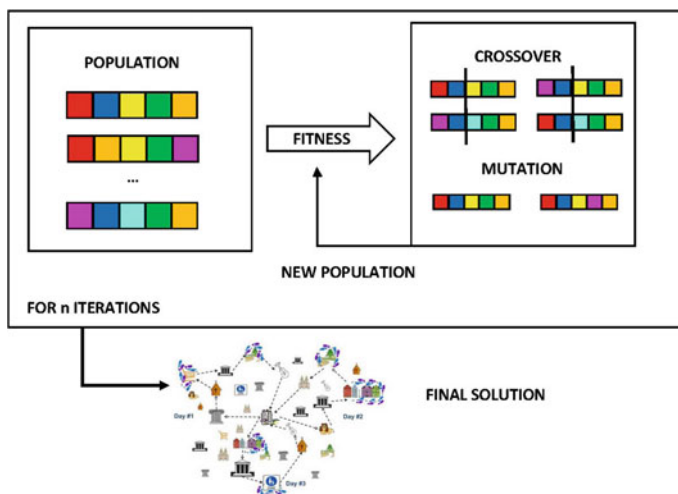 POPULATION
...
FITNESS
CROSSOVER
MUTATION
NEW POPULATION
FOR n ITERATIONS
FINAL SOLUTION
Day #1
Day #2
Day #3